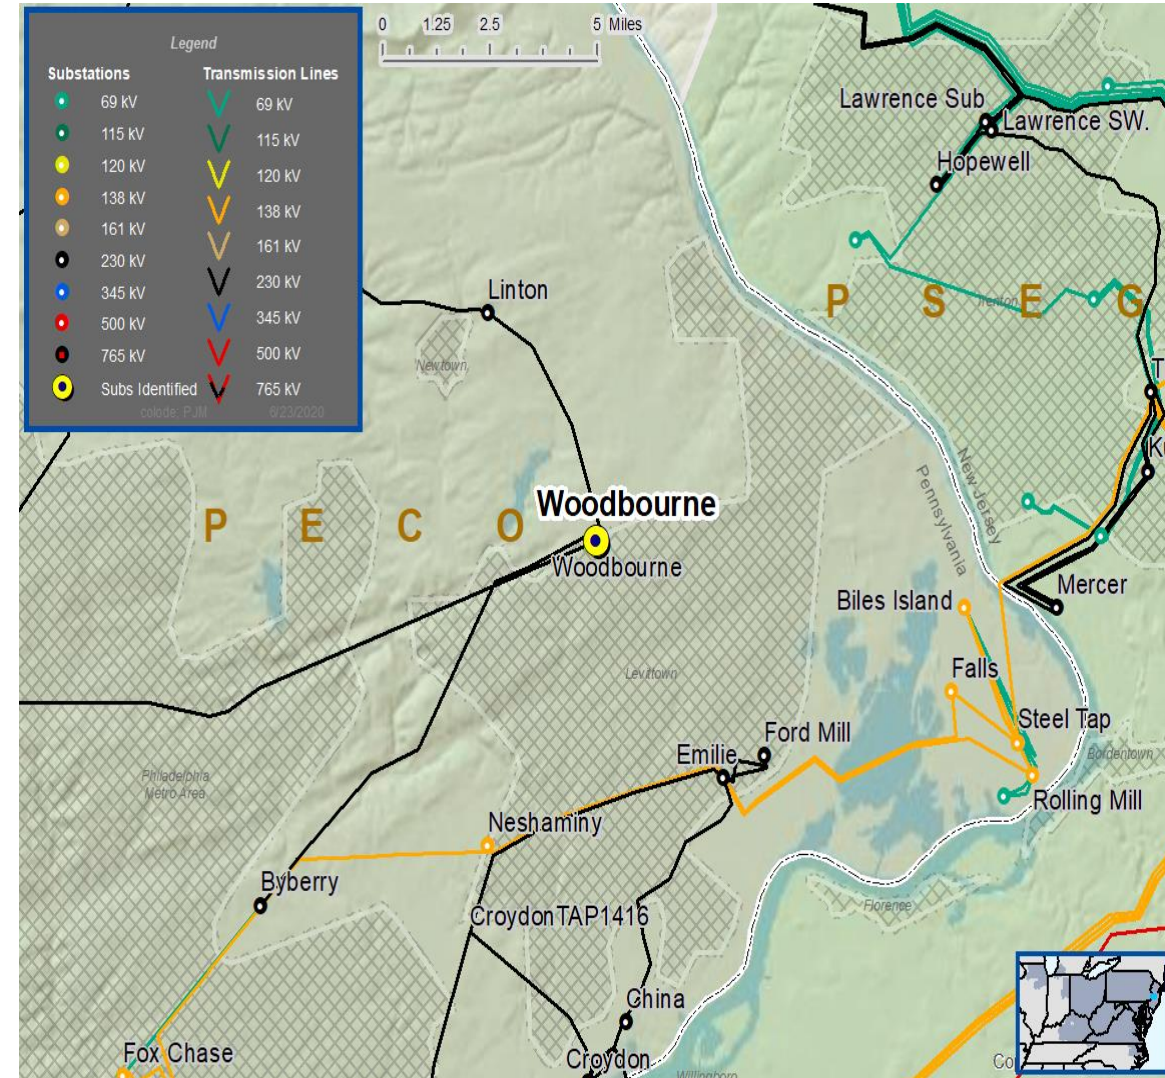 Legend
Substations
69 kV
115 kV
120 kV
138 kV
161 kV
230 kV
345 kV
500 kV
765 kV
Subs Identified
Transmission Lines
69 kV
115 kV
120 kV
138 kV
161 kV
230 kV
345 kV
500 kV
765 kV
colode, PJM 6/23/2020
0 1.25 2.5 5 Miles
Lawrence Sub
Lawrence SW.
Hopewell
P S E G
Trenton
Linton
Newtown
P E C O
Woodbourne
Woodbourne
New Jersey
Pennsylvania
Mercer
Biles Island
Levittown
Falls
Steel Tap
Ford Mill
Emilie
Bordentown
Philadelphia
Metro Area
Rolling Mill
Neshaminy
Byberry
Florence
CroydonTAP1416
China
Croydon
Fox Chase
Willingboro